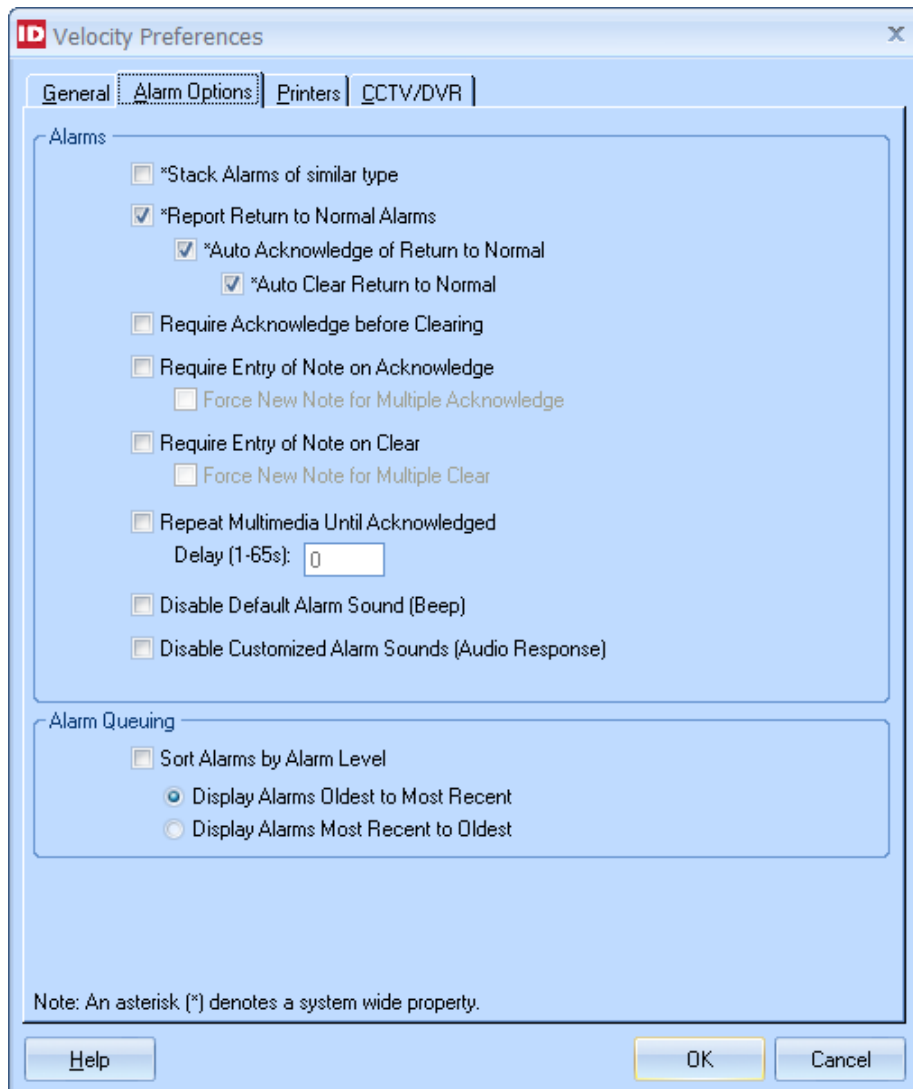 ID Velocity Preferences x
General Alarm Options Printers CCTV/DVR
Alarms
*Stack Alarms of similar type
*Report Return to Normal Alarms
*Auto Acknowledge of Return to Normal
*Auto Clear Return to Normal
Require Acknowledge before Clearing
Require Entry of Note on Acknowledge
Force New Note for Multiple Acknowledge
Require Entry of Note on Clear
Force New Note for Multiple Clear
Repeat Multimedia Until Acknowledged
Delay (1-65s): 0
Disable Default Alarm Sound (Beep)
Disable Customized Alarm Sounds (Audio Response)
Alarm Queuing
Sort Alarms by Alarm Level
Display Alarms Oldest to Most Recent
Display Alarms Most Recent to Oldest
Note: An asterisk (*) denotes a system wide property.
Help OK Cancel